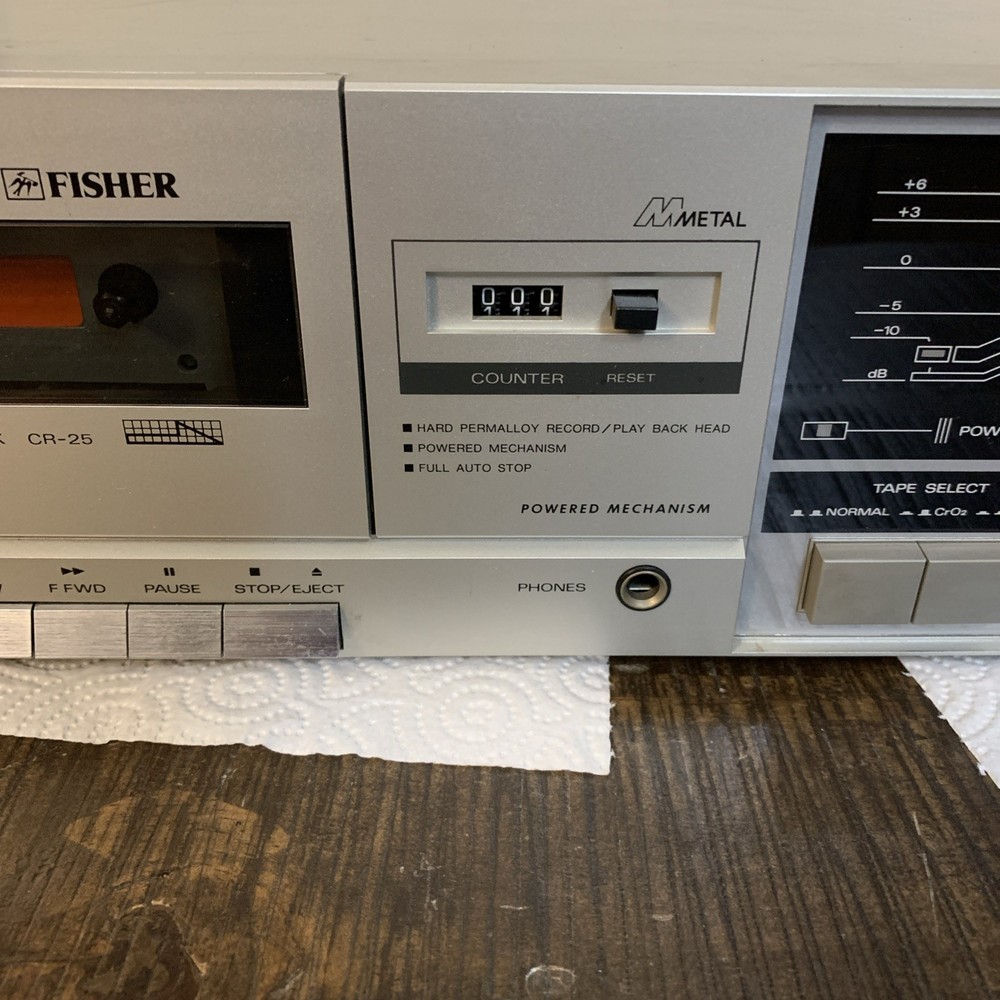 FISHER
CR-25
METAL
000
COUNTER RESET
■ HARD PERMALLOY RECORD/PLAY BACK HEAD
■ POWERED MECHANISM
■ FULL AUTO STOP
POWERED MECHANISM
F FWD PAUSE STOP/EJECT
PHONES
+6
+3
0
-5
-10
dB
TAPE SELECT
NORMAL CrO₂